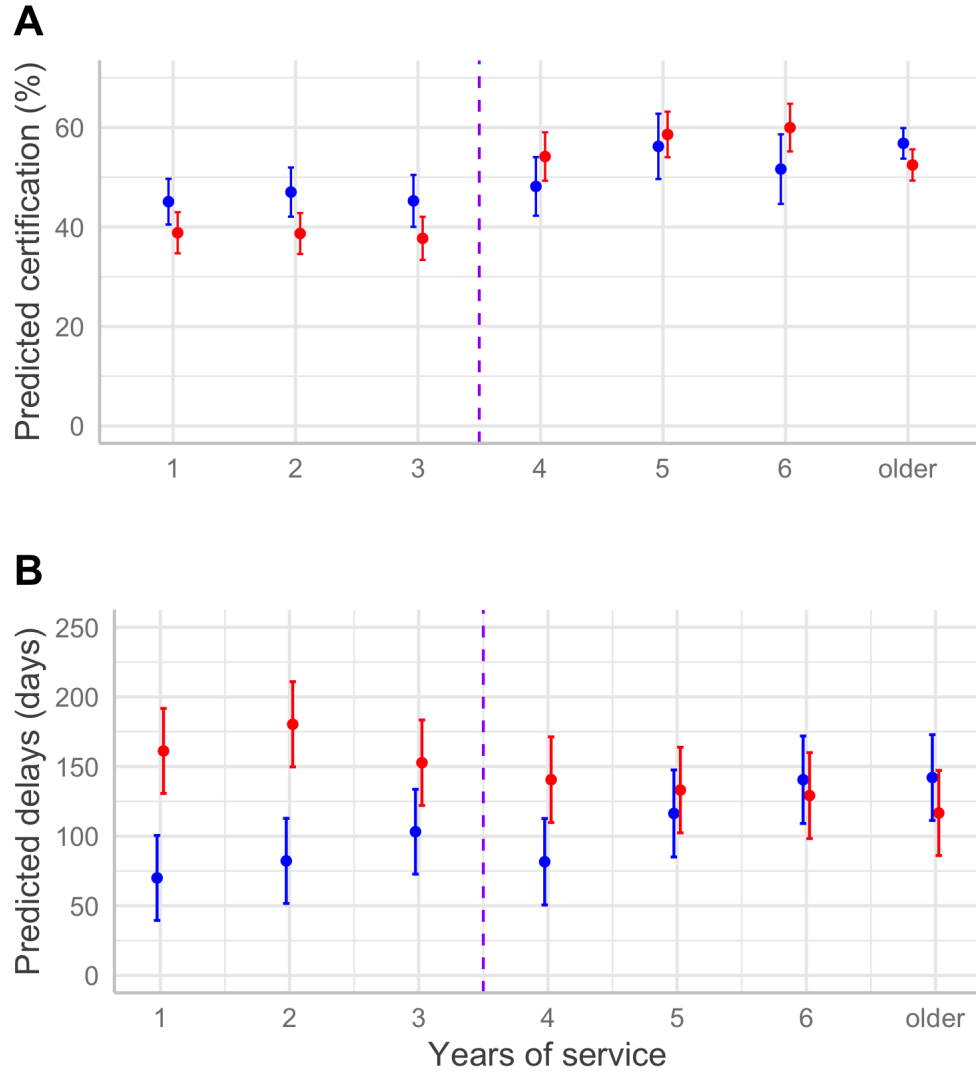 A
Predicted certification (%)
60
40
20
0
1 2 3 4 5 6 older
B
Predicted delays (days)
250
200
150
100
50
0
1 2 3 4 5 6 older
Years of service